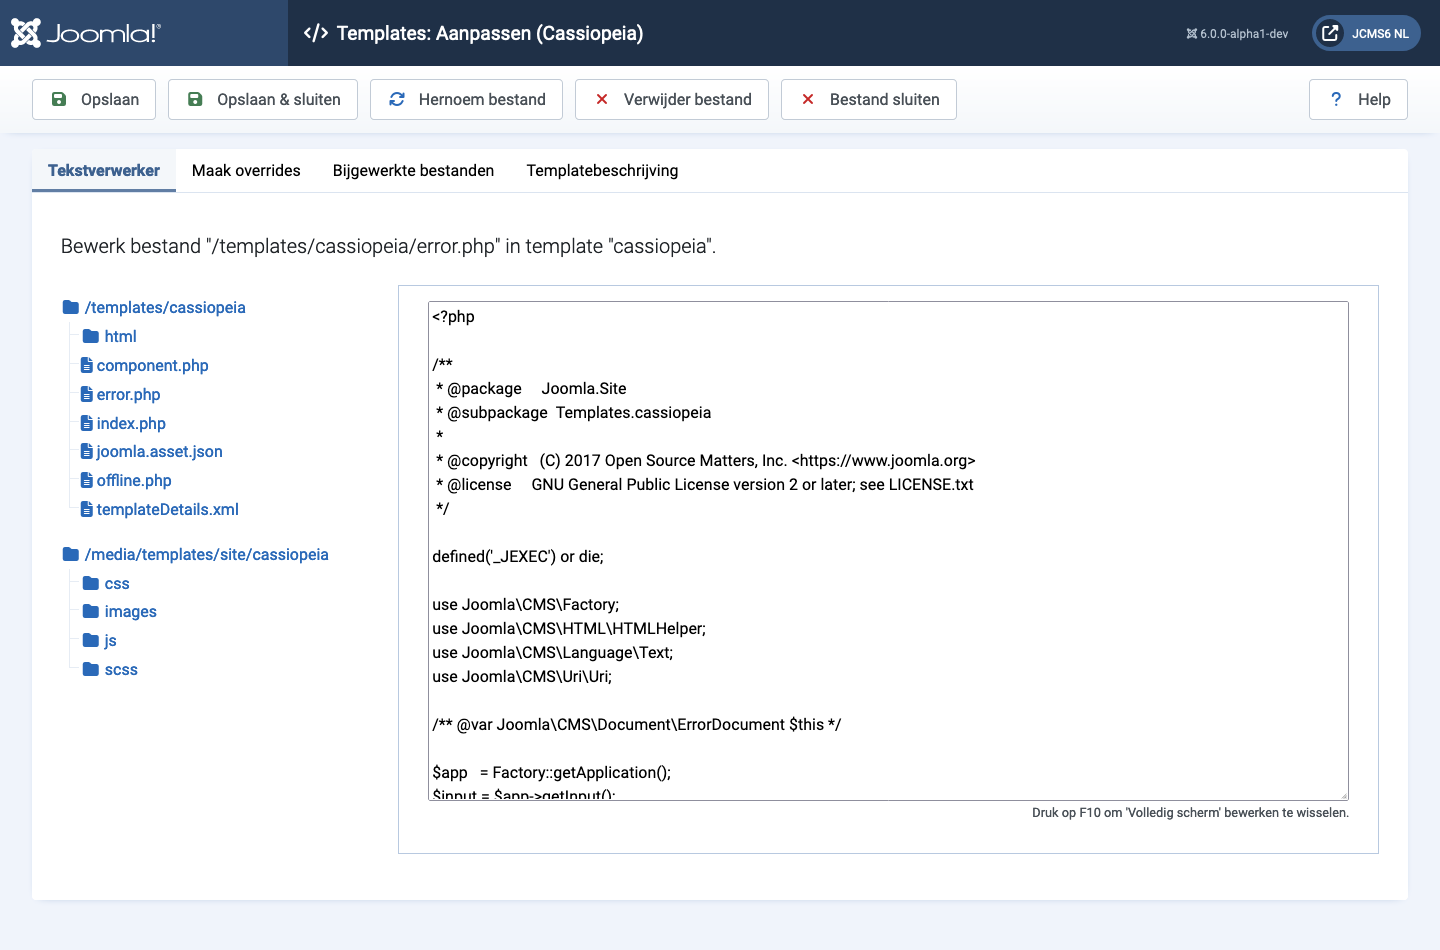 Joomla!
Templates: Aanpassen (Cassiopeia)
6.0.0-alpha1-dev
JCMS6 NL
Opslaan
Opslaan & sluiten
Hernoem bestand
Verwijder bestand
Bestand sluiten
? Help
Tekstverwerker
Maak overrides
Bijgewerkte bestanden
Templatebeschrijving
Bewerk bestand "/templates/cassiopeia/error.php" in template "cassiopeia".
/templates/cassiopeia
html
component.php
error.php
index.php
joomla.asset.json
offline.php
templateDetails.xml
/media/templates/site/cassiopeia
css
images
js
scss
<?php
/**
* @package     Joomla.Site
* @subpackage  Templates.cassiopeia
*
* @copyright   (C) 2017 Open Source Matters, Inc. <https://www.joomla.org>
* @license     GNU General Public License version 2 or later; see LICENSE.txt
*/
defined('_JEXEC') or die;
use Joomla\CMS\Factory;
use Joomla\CMS\HTML\HTMLHelper;
use Joomla\CMS\Language\Text;
use Joomla\CMS\Uri\Uri;
/** @var Joomla\CMS\Document\ErrorDocument $this */
$app   = Factory::getApplication();
$input = $app->getInput();
Druk op F10 om 'Volledig scherm' bewerken te wisselen.